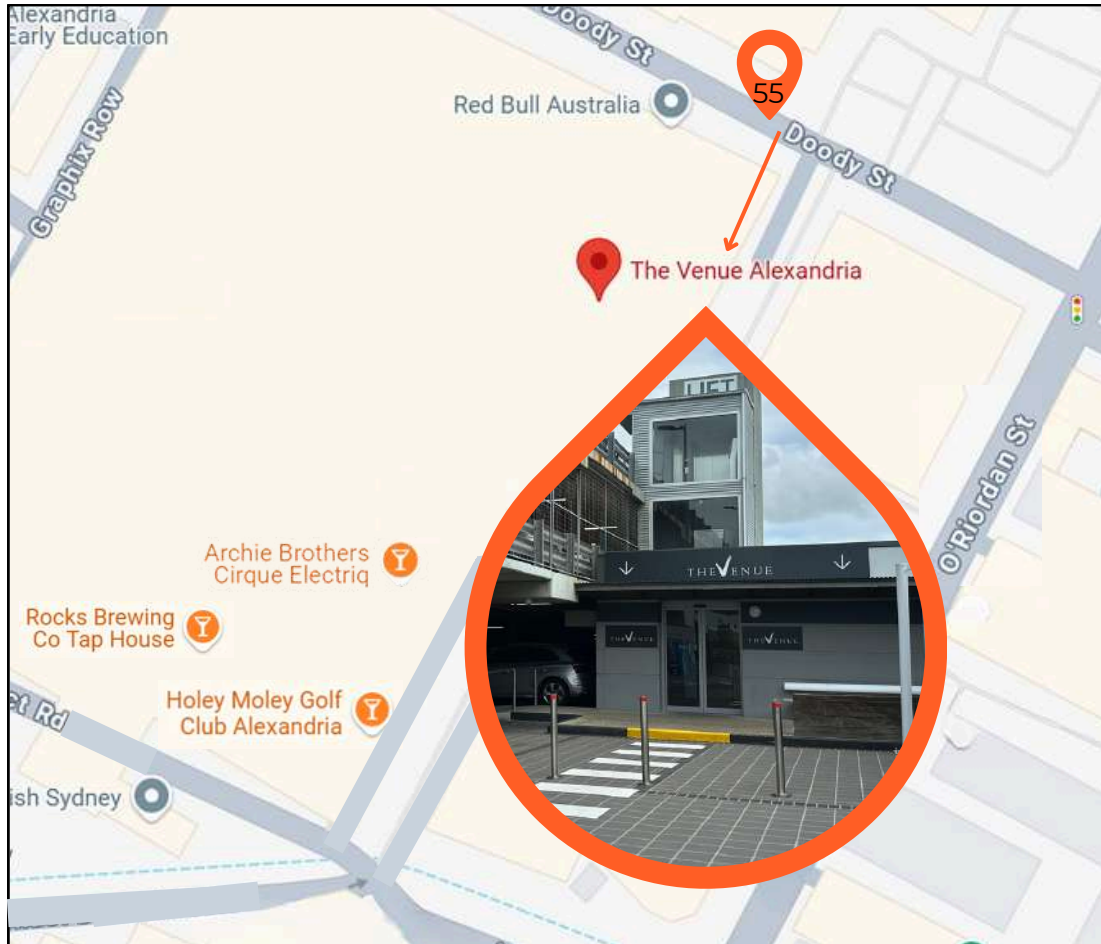 Alexandria
Early Education
Doody St
55
Red Bull Australia
Graphix Row
Doody St
The Venue Alexandria
LIFT
O'Riordan St
THE VENUE
Archie Brothers
Cirque Electriq
THE VENUE
THE VENUE
Rocks Brewing
Co Tap House
Holey Moley Golf
Club Alexandria
ct Rd
ish Sydney